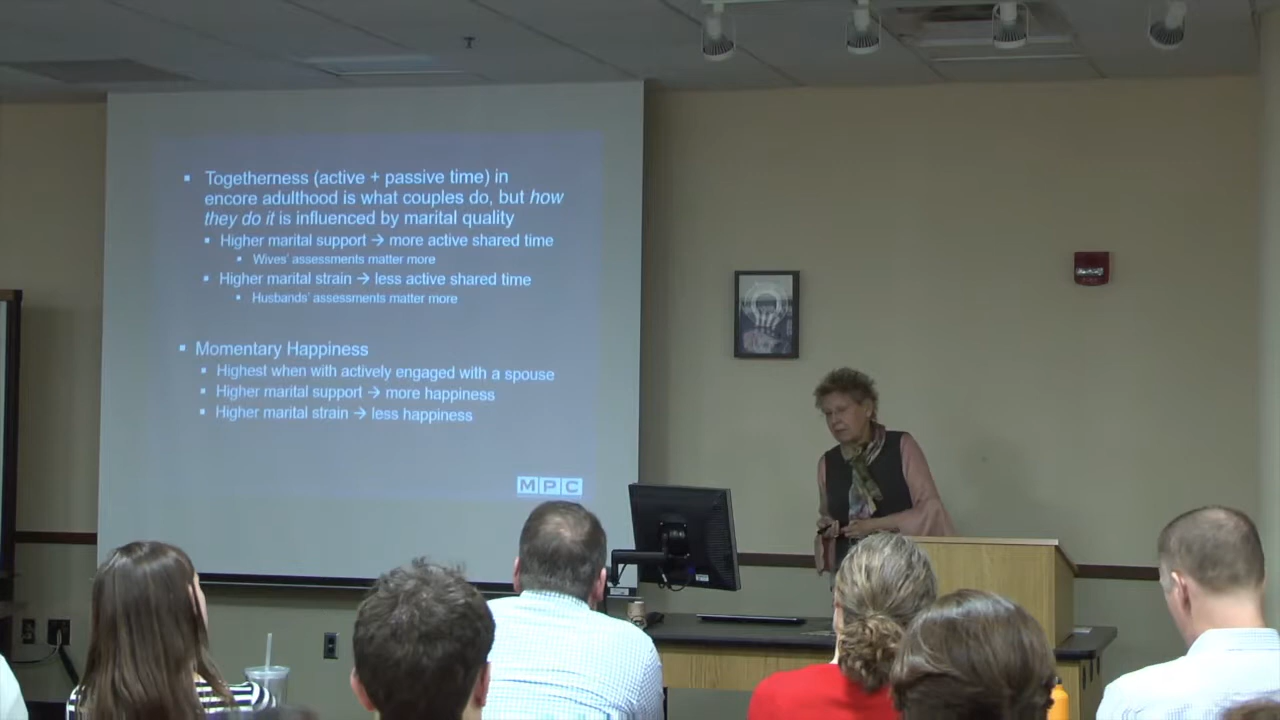 ▪ Togetherness (active + passive time) in
encore adulthood is what couples do, but how
they do it is influenced by marital quality
▪ Higher marital support → more active shared time
▪ Wives' assessments matter more
▪ Higher marital strain → less active shared time
▪ Husbands' assessments matter more
▪ Momentary Happiness
▪ Highest when with actively engaged with a spouse
▪ Higher marital support → more happiness
▪ Higher marital strain → less happiness
MPC